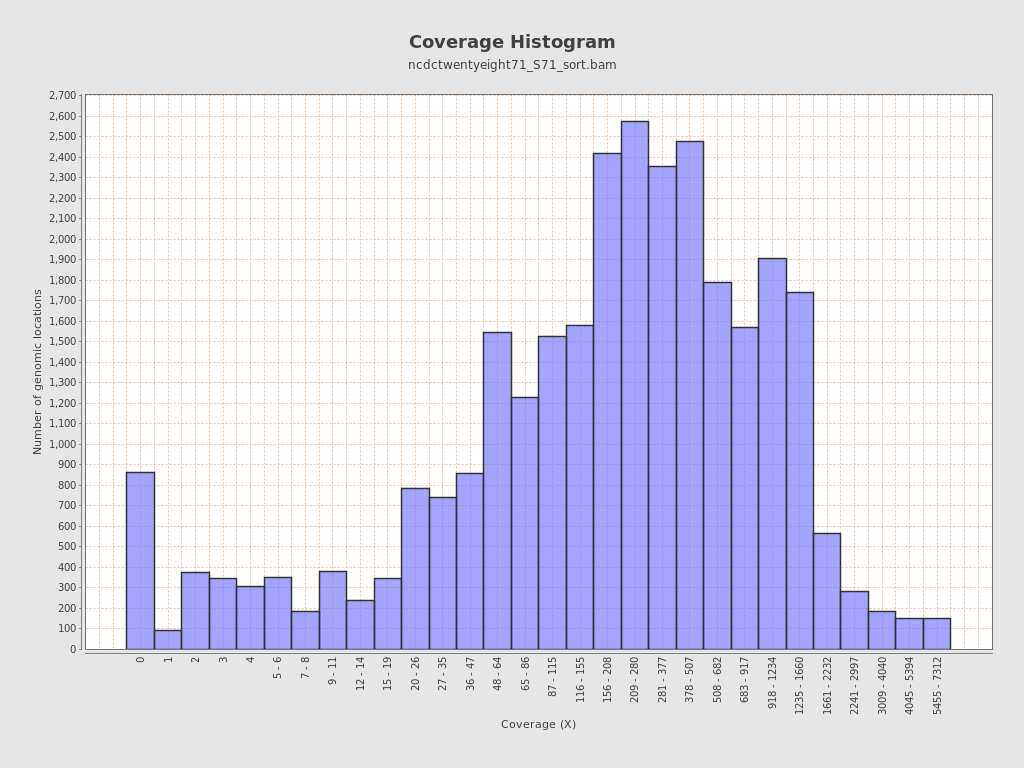 Coverage Histogram
ncdctwentyeight71_S71_sort.bam
2,700
2,600
2,500
2,400
2,300
2,200
2,100
2,000
1,900
1,800
1,700
1,600
1,500
1,400
1,300
1,200
1,100
1,000
900
800
700
600
500
400
300
200
100
0
Number of genomic locations
0
1
2
3
4
5 - 6
7 - 8
9 - 11
12 - 14
15 - 19
20 - 26
27 - 35
36 - 47
48 - 64
65 - 86
87 - 115
116 - 155
156 - 208
209 - 280
281 - 377
378 - 507
508 - 682
683 - 917
918 - 1234
1235 - 1660
1661 - 2232
2241 - 2997
3009 - 4040
4045 - 5394
5455 - 7312
Coverage (X)